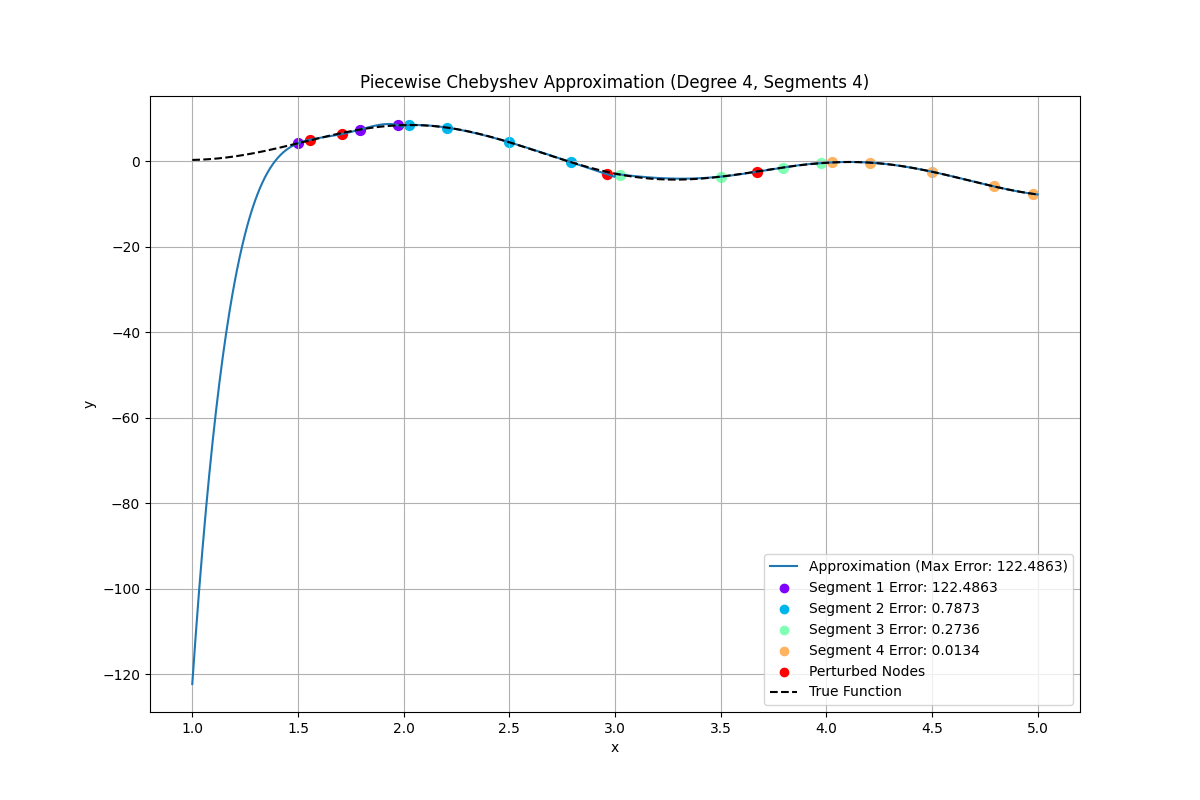 Piecewise Chebyshev Approximation (Degree 4, Segments 4)
y
0
−20
−40
−60
−80
−100
−120
Approximation (Max Error: 122.4863)
Segment 1 Error: 122.4863
Segment 2 Error: 0.7873
Segment 3 Error: 0.2736
Segment 4 Error: 0.0134
Perturbed Nodes
True Function
1.0 1.5 2.0 2.5 3.0 3.5 4.0 4.5 5.0
x